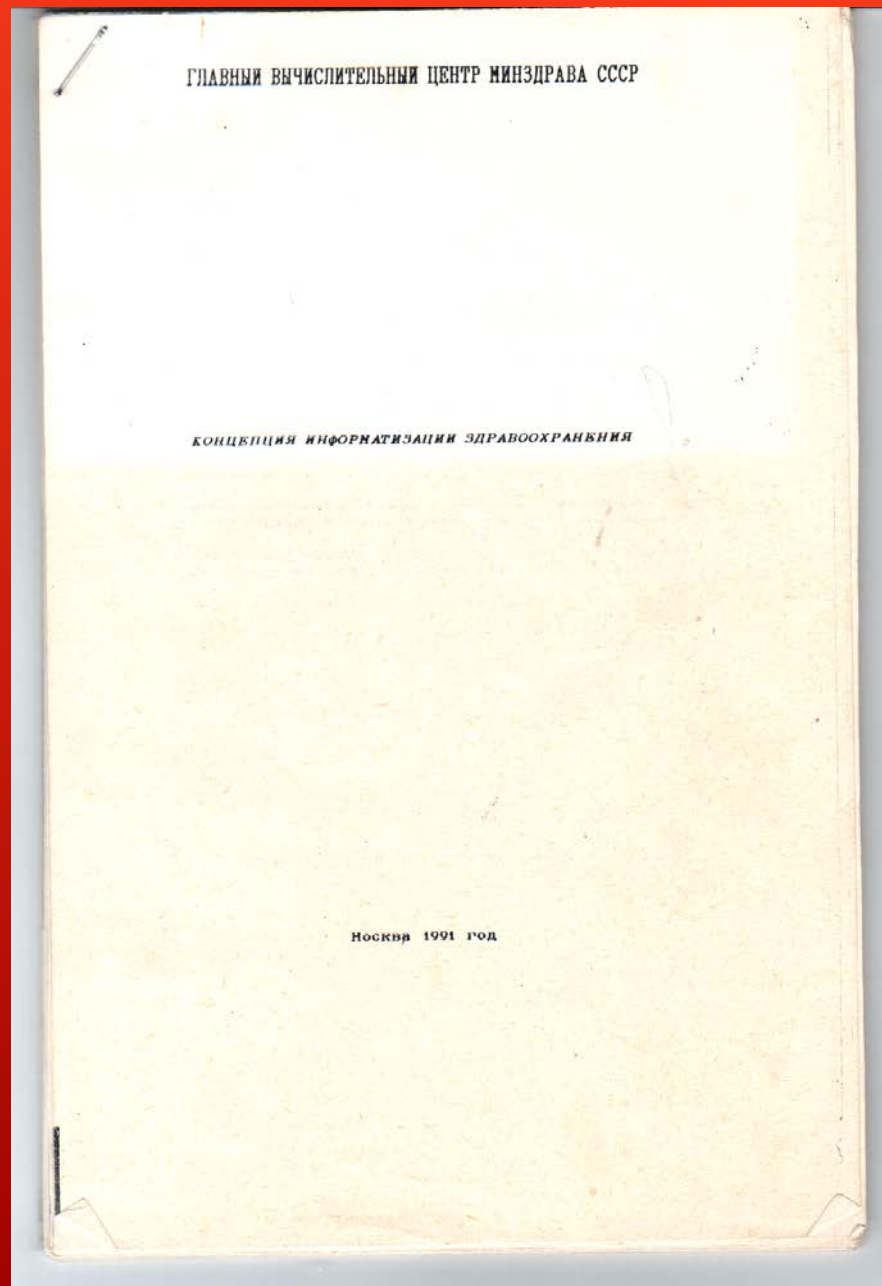 ГЛАВНЫЙ ВЫЧИСЛИТЕЛЬНЫЙ ЦЕНТР МИНЗДРАВА СССР
КОНЦЕПЦИЯ ИНФОРМАТИЗАЦИИ ЗДРАВООХРАНЕНИЯ
Москва 1991 год